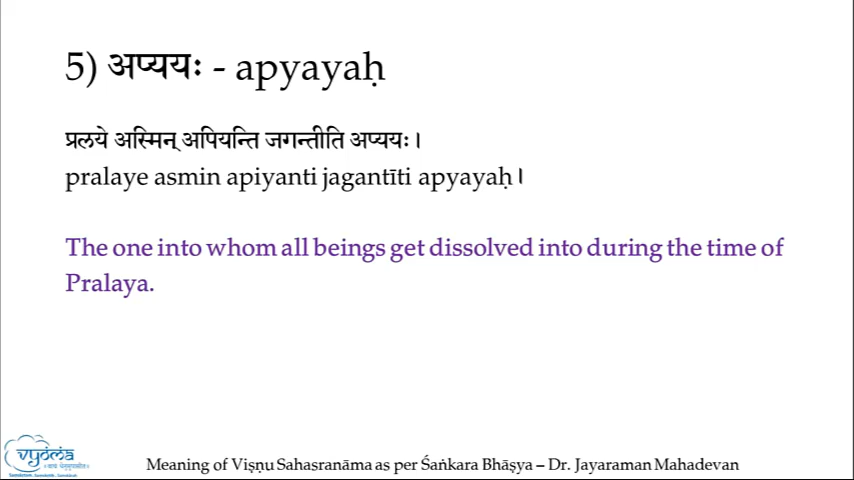 5) अप्ययः - apyayaḥ
प्रलये अस्मिन् अपियन्ति जगन्तीति अप्ययः।
pralaye asmin apiyanti jagantīti apyayaḥ।
The one into whom all beings get dissolved into during the time of
Pralaya.
vyoma
Meaning of Viṣṇu Sahasranāma as per Śaṅkara Bhāṣya – Dr. Jayaraman Mahadevan